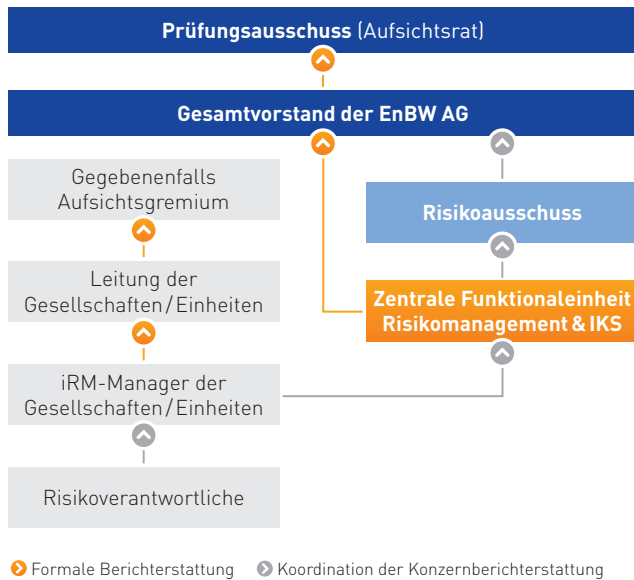 Prüfungsausschuss (Aufsichtsrat)
Gesamtvorstand der EnBW AG
Gegebenenfalls
Aufsichtsgremium
Risikoausschuss
Leitung der
Gesellschaften/Einheiten
Zentrale Funktionaleinheit
Risikomanagement & IKS
iRM-Manager der
Gesellschaften/Einheiten
Risikoverantwortliche
Formale Berichterstattung
Koordination der Konzernberichterstattung